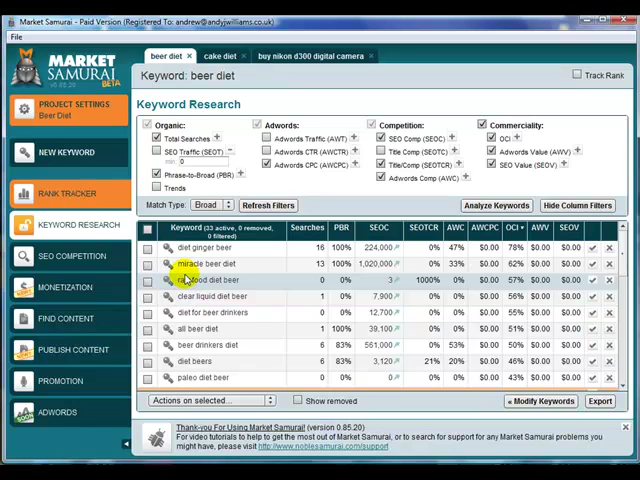 Market Samurai - Paid Version (Registered To: andrew@andyjwilliams.co.uk)
File
MARKET
SAMURAI
BETA
v0.85.20
beer diet
cake diet
buy nikon d300 digital camera
Keyword: beer diet
Track Rank
PROJECT SETTINGS
Beer Diet
NEW KEYWORD
RANK TRACKER
KEYWORD RESEARCH
SEO COMPETITION
MONETIZATION
FIND CONTENT
PUBLISH CONTENT
PROMOTION
ADWORDS
Keyword Research
Organic: Adwords: Competition: Commerciality:
Total Searches Adwords Traffic (AWT) SEO Comp (SEOC) OCI
SEO Traffic (SEOT) Adwords CTR (AWCTR) Title Comp (SEOTC) Adwords Value (AWV)
min: 0 Adwords CPC (AWCPC) Title/Comp (SEOTCR) SEO Value (SEOV)
Phrase-to-Broad (PBR) Adwords Comp (AWC)
Trends
Match Type: Broad Refresh Filters Analyze Keywords Hide Column Filters
Keyword (33 active, 0 removed, 0 filtered) Searches PBR SEOC SEOTCR AWC AWCPC OCI AWV SEOV
diet ginger beer 16 100% 224,000 0% 47% $0.00 78% $0.00 $0.00
miracle beer diet 13 100% 1,020,000 0% 3% $0.00 66% $0.00 $0.00
food diet beer 0 0% 3 1000% 0% $0.00 57% $0.00 $0.00
clear liquid diet beer 1 0% 7,900 0% 0% $0.00 56% $0.00 $0.00
diet for beer drinkers 0 0% 12,700 0% 0% $0.00 55% $0.00 $0.00
all beer diet 1 0% 39,100 0% 0% $0.00 51% $0.00 $0.00
beer drinkers diet 6 83% 561,000 0% 53% $0.00 50% $0.00 $0.00
diet beers 6 83% 3,120 21% 20% $0.00 46% $0.00 $0.00
paleo diet beer 0 0% 0 0% 0% $0.00 43% $0.00 $0.00
Actions on selected... Show removed « Modify Keywords Export
Thank-you For Using Market Samurai! (version 0.85.20)
For video tutorials to help get the most out of Market Samurai, or to search for support for any Market Samurai problems you
might have, please visit http://www.noblesamurai.com/support